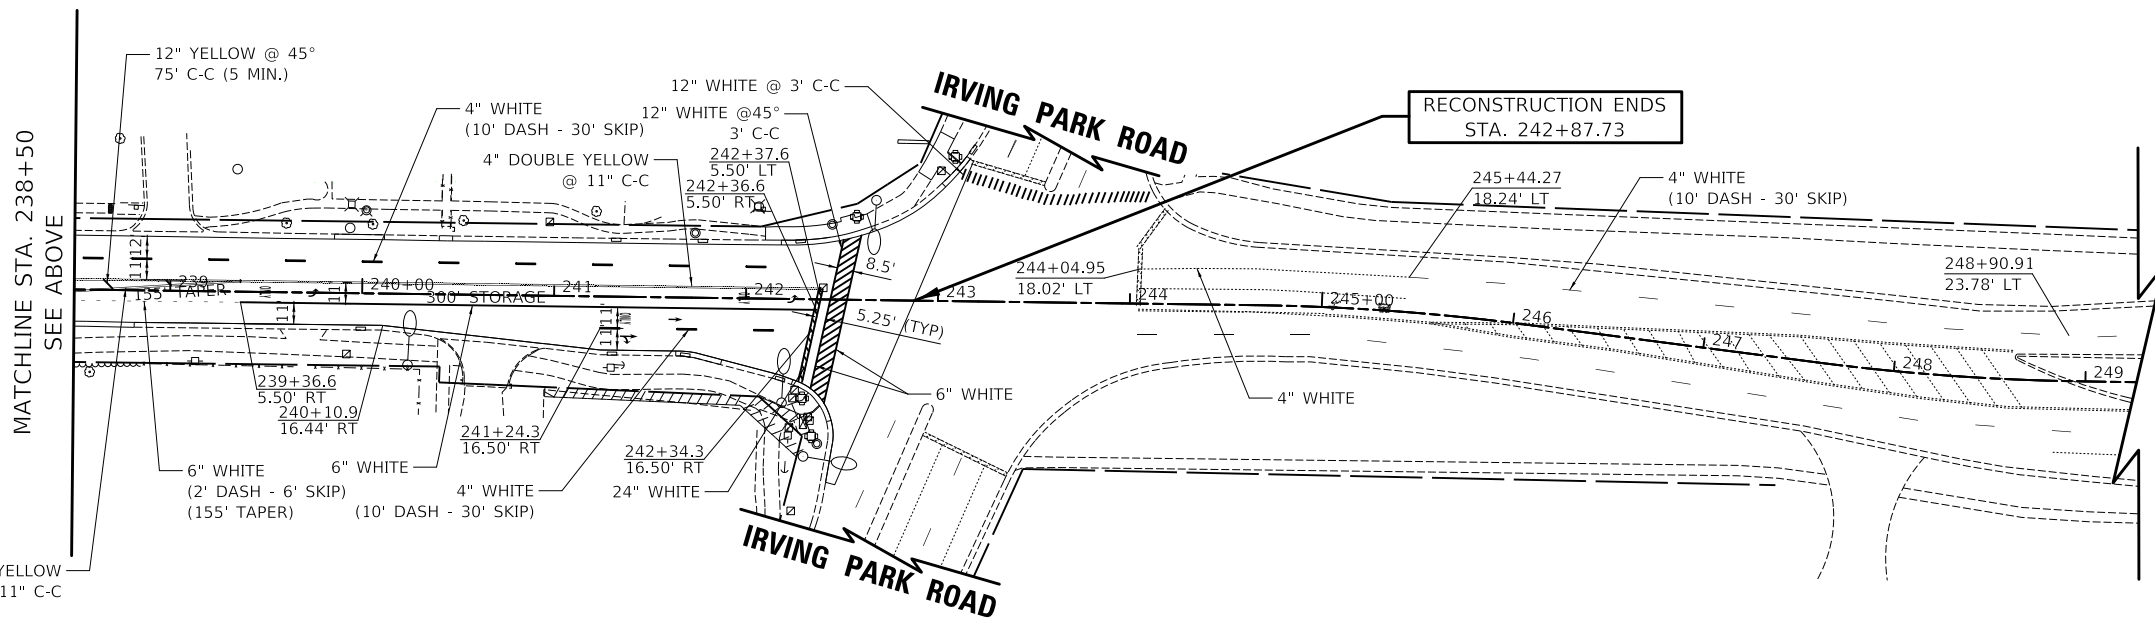 MATCHLINE STA. 238+50
SEE ABOVE
12" YELLOW @ 45°
75' C-C (5 MIN.)
4" WHITE
(10' DASH - 30' SKIP)
4" DOUBLE YELLOW
@ 11" C-C
12" WHITE @ 3' C-C
12" WHITE @45°
3' C-C
242+37.6
5.50' LT
242+36.6
5.50' RT
IRVING PARK ROAD
RECONSTRUCTION ENDS
STA. 242+87.73
245+44.27
18.24' LT
4" WHITE
(10' DASH - 30' SKIP)
248+90.91
23.78' LT
244+04.95
18.02' LT
8.5'
5.25' (TYP)
12
11
11
11
11
11
239
240+00
241
242
243
244
245+00
246
247
248
249
155' TAPER
300' STORAGE
239+36.6
5.50' RT
240+10.9
16.44' RT
241+24.3
16.50' RT
242+34.3
16.50' RT
6" WHITE
4" WHITE
6" WHITE
(2' DASH - 6' SKIP)
(155' TAPER)
6" WHITE
4" WHITE
(10' DASH - 30' SKIP)
24" WHITE
IRVING PARK ROAD
YELLOW
11" C-C